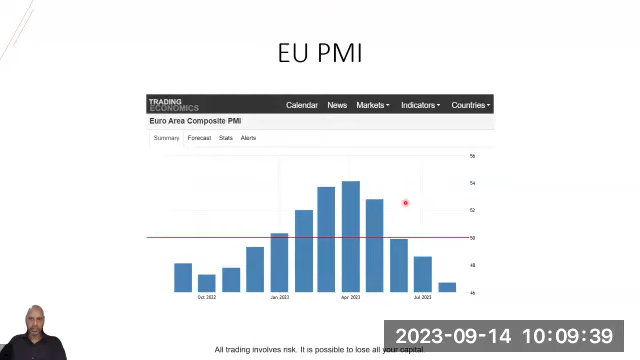 EU PMI
TRADING
ECONOMICS
Calendar News Markets Indicators Countries
Euro Area Composite PMI
Summary Forecast Stats Alerts
56
54
52
50
48
46
Oct 2022 Jan 2023 Apr 2023 Jul 2023
2023-09-14 10:09:39
All trading involves risk. It is possible to lose all your capital.